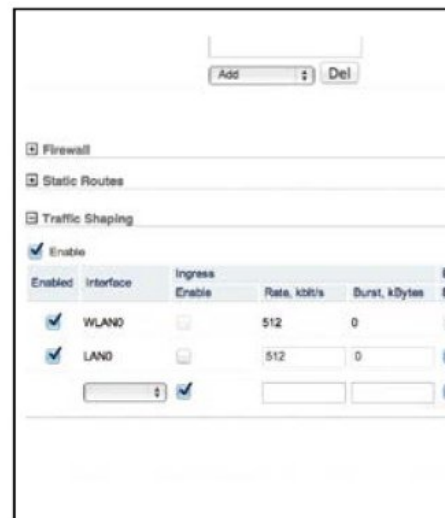 Add Del
Firewall
Static Routes
Traffic Shaping
Enable
Ingress
Enabled Interface Enable Rate, kbit/s Burst, kBytes
WLAN0 512 0
LAN0 512 0